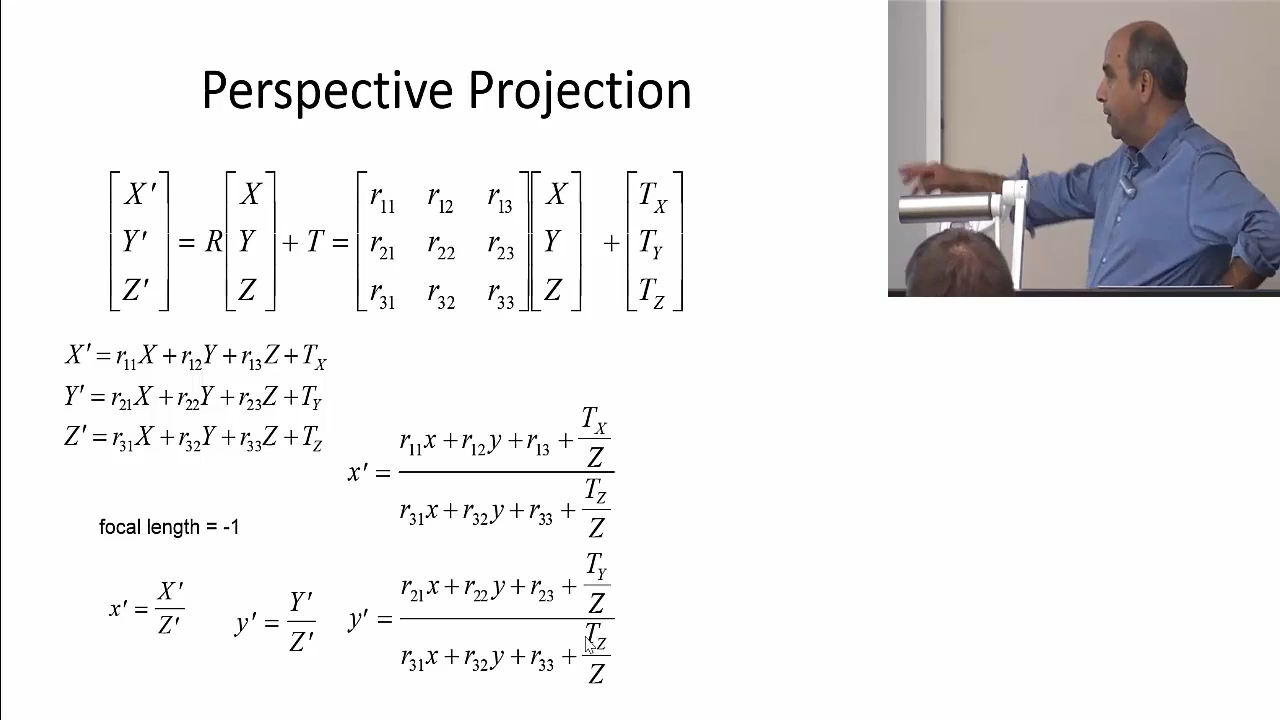 Perspective Projection
[X′ Y′ Z′] = R [X Y Z] + T = [r11 r12 r13; r21 r22 r23; r31 r32 r33] [X Y Z] + [TX TY TZ]
X′ = r11X + r12Y + r13Z + TX
Y′ = r21X + r22Y + r23Z + TY
Z′ = r31X + r32Y + r33Z + TZ
x′ = (r11x + r12y + r13 + TX/Z) / (r31x + r32y + r33 + TZ/Z)
focal length = -1
x′ = X′/Z′
y′ = Y′/Z′
y′ = (r21x + r22y + r23 + TY/Z) / (r31x + r32y + r33 + TZ/Z)